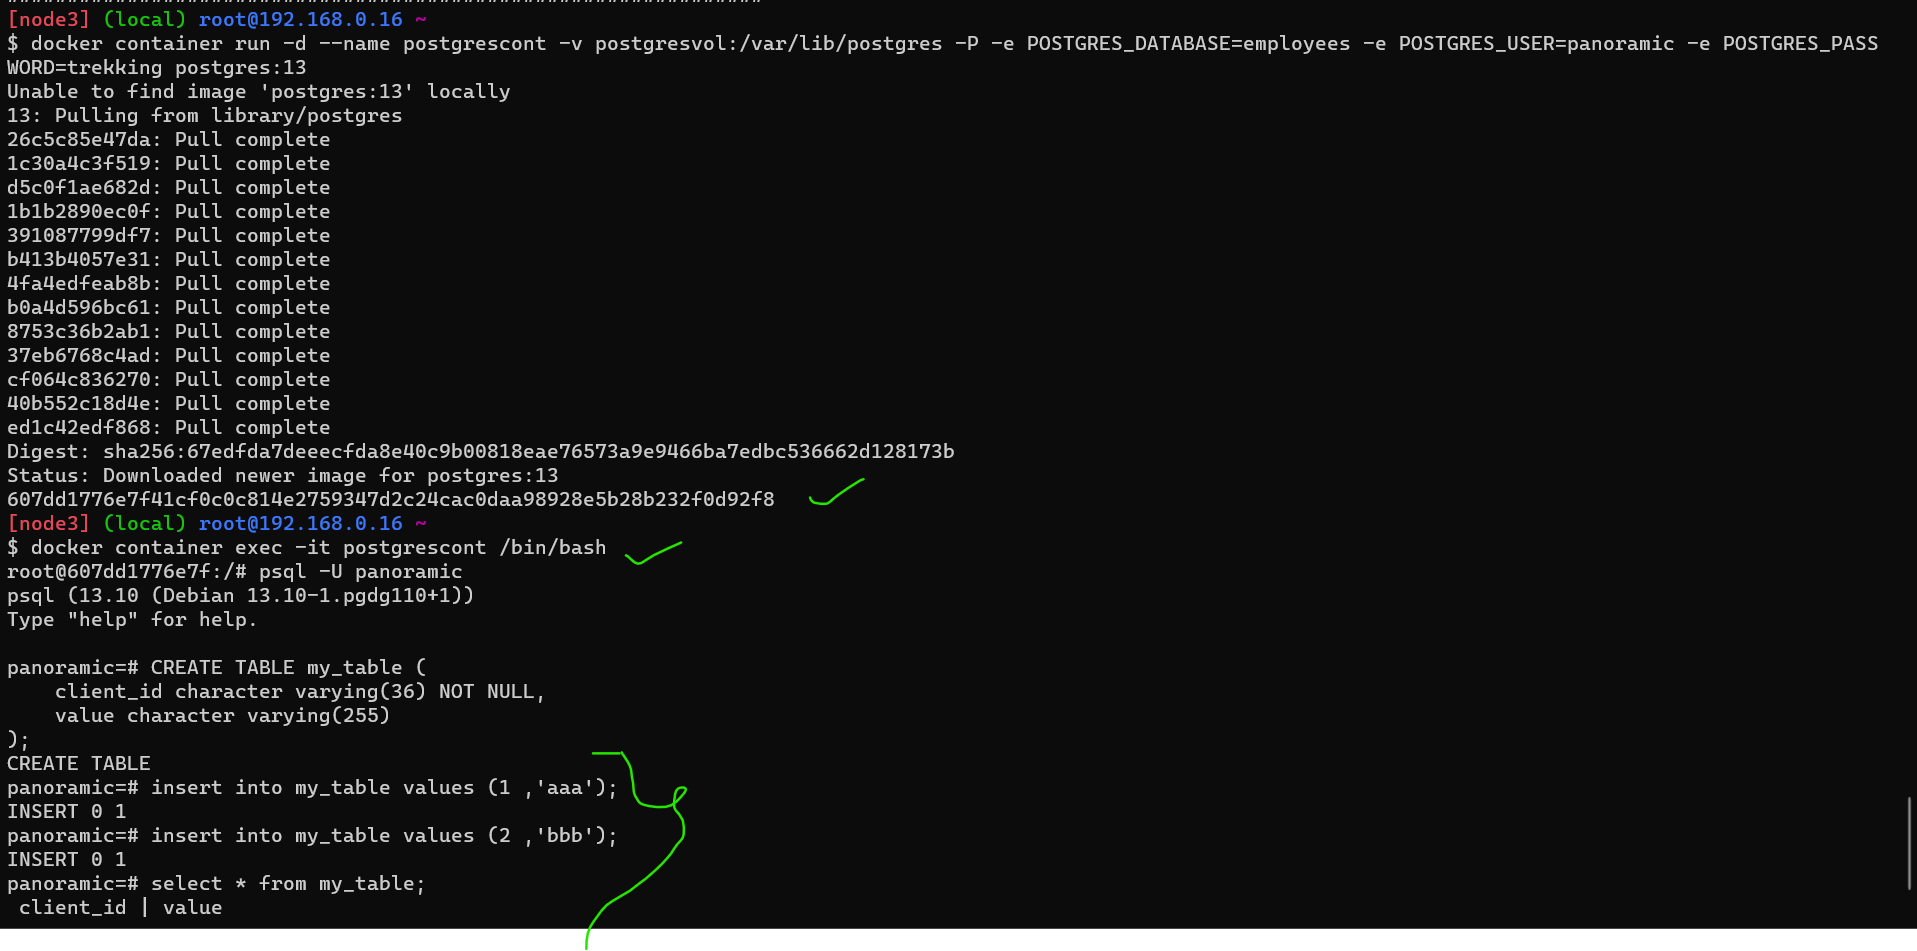 [node3] (local) root@192.168.0.16 ~
$ docker container run -d --name postgrescont -v postgresvol:/var/lib/postgres -P -e POSTGRES_DATABASE=employees -e POSTGRES_USER=panoramic -e POSTGRES_PASS
WORD=trekking postgres:13
Unable to find image 'postgres:13' locally
13: Pulling from library/postgres
26c5c85e47da: Pull complete
1c30a4c3f519: Pull complete
d5c0f1ae682d: Pull complete
1b1b2890ec0f: Pull complete
391087799df7: Pull complete
b413b4057e31: Pull complete
4fa4edfeab8b: Pull complete
b0a4d596bc61: Pull complete
8753c36b2ab1: Pull complete
37eb6768c4ad: Pull complete
cf064c836270: Pull complete
40b552c18d4e: Pull complete
ed1c42edf868: Pull complete
Digest: sha256:67edfda7deeecfda8e40c9b00818eae76573a9e9466ba7edbc536662d128173b
Status: Downloaded newer image for postgres:13
607dd1776e7f41cf0c0c814e2759347d2c24cac0daa98928e5b28b232f0d92f8
[node3] (local) root@192.168.0.16 ~
$ docker container exec -it postgrescont /bin/bash
root@607dd1776e7f:/# psql -U panoramic
psql (13.10 (Debian 13.10-1.pgdg110+1))
Type "help" for help.
panoramic=# CREATE TABLE my_table (
    client_id character varying(36) NOT NULL,
    value character varying(255)
);
CREATE TABLE
panoramic=# insert into my_table values (1 ,'aaa');
INSERT 0 1
panoramic=# insert into my_table values (2 ,'bbb');
INSERT 0 1
panoramic=# select * from my_table;
 client_id | value